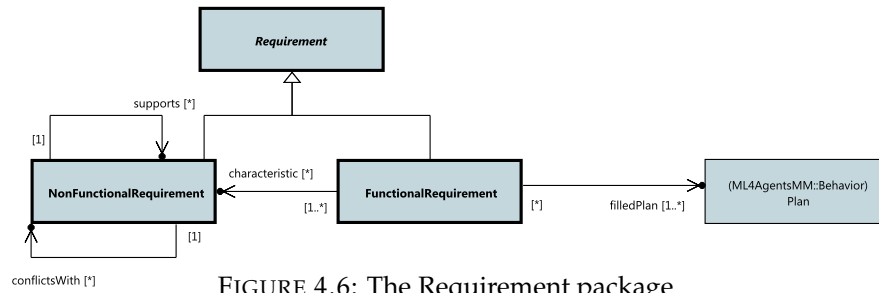 Requirement
supports [*]
[1]
NonFunctionalRequirement
characteristic [*]
[1..*]
FunctionalRequirement
[*]
filledPlan [1..*]
(ML4AgentsMM::Behavior)
Plan
[1]
conflictsWith [*]
FIGURE 4.6: The Requirement package